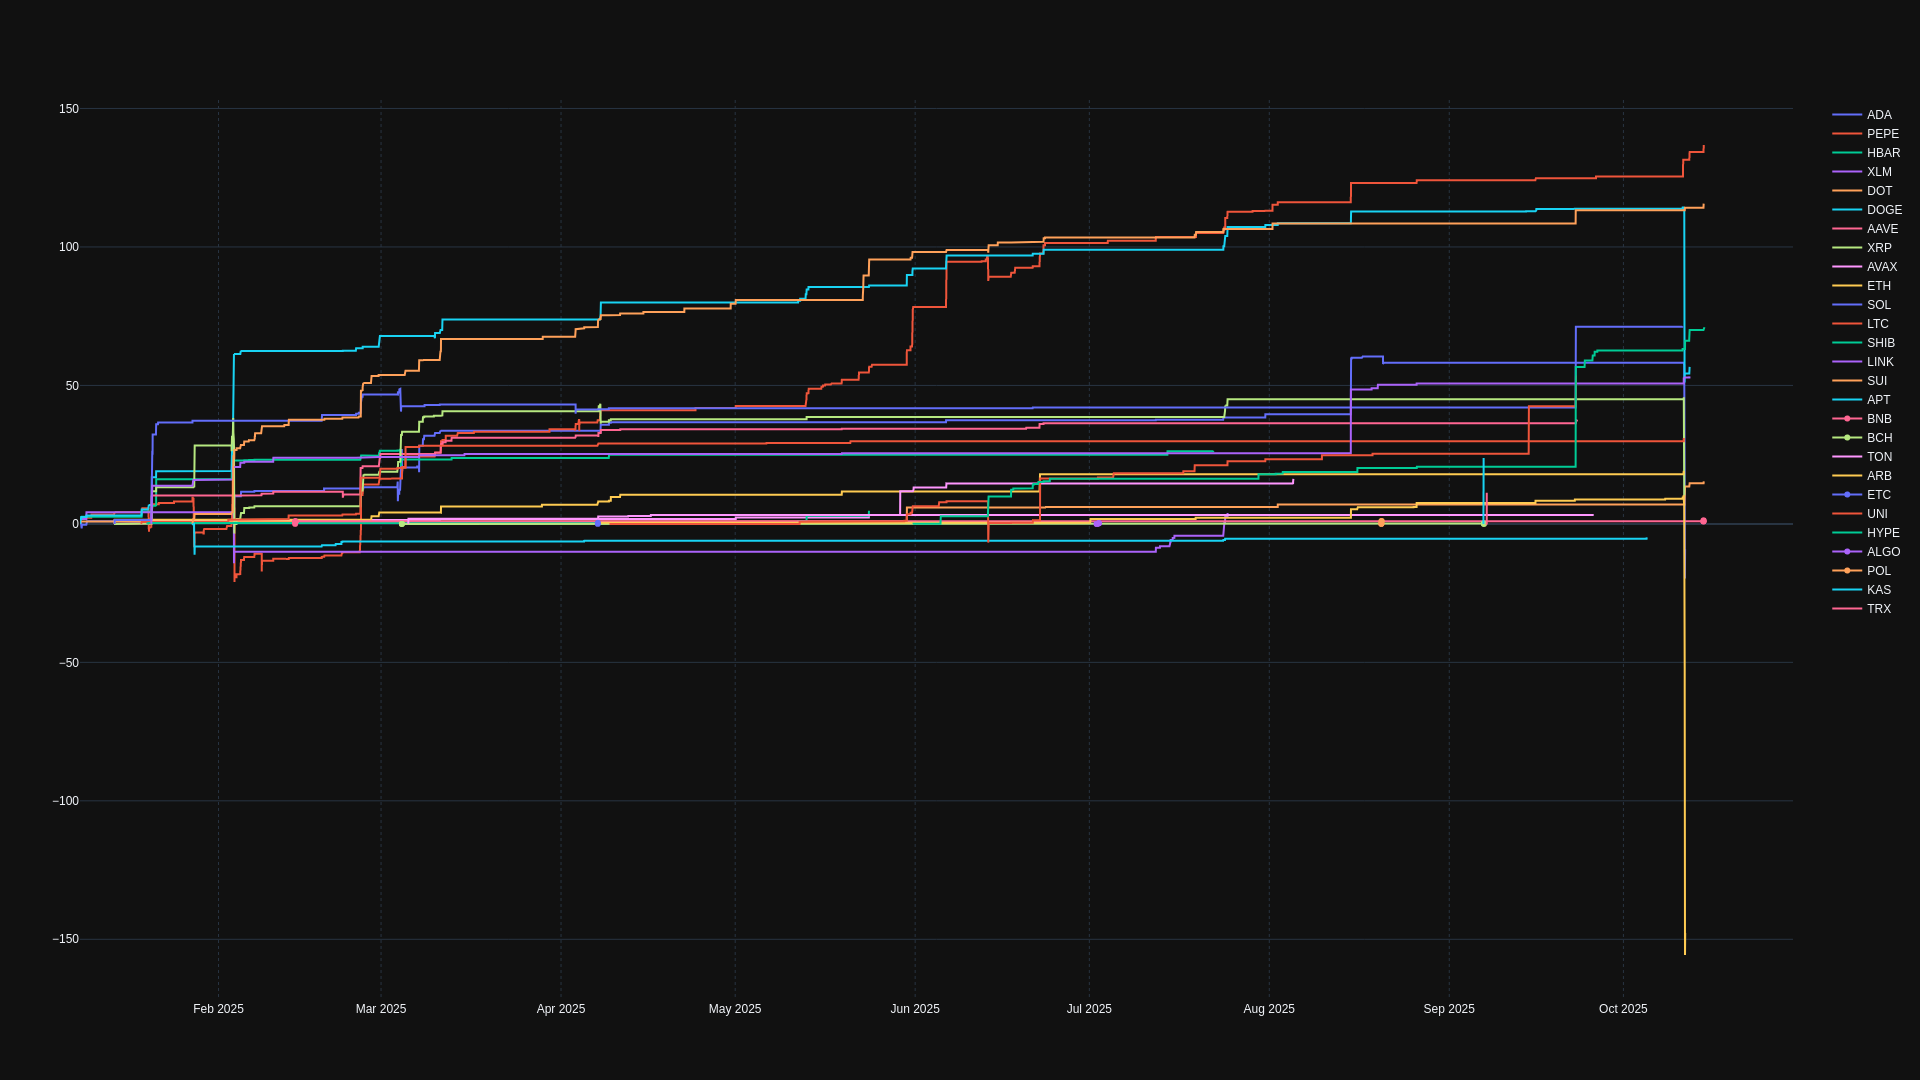 150
100
50
0
−50
−100
−150
Feb 2025
Mar 2025
Apr 2025
May 2025
Jun 2025
Jul 2025
Aug 2025
Sep 2025
Oct 2025
ADA
PEPE
HBAR
XLM
DOT
DOGE
AAVE
XRP
AVAX
ETH
SOL
LTC
SHIB
LINK
SUI
APT
BNB
BCH
TON
ARB
ETC
UNI
HYPE
ALGO
POL
KAS
TRX